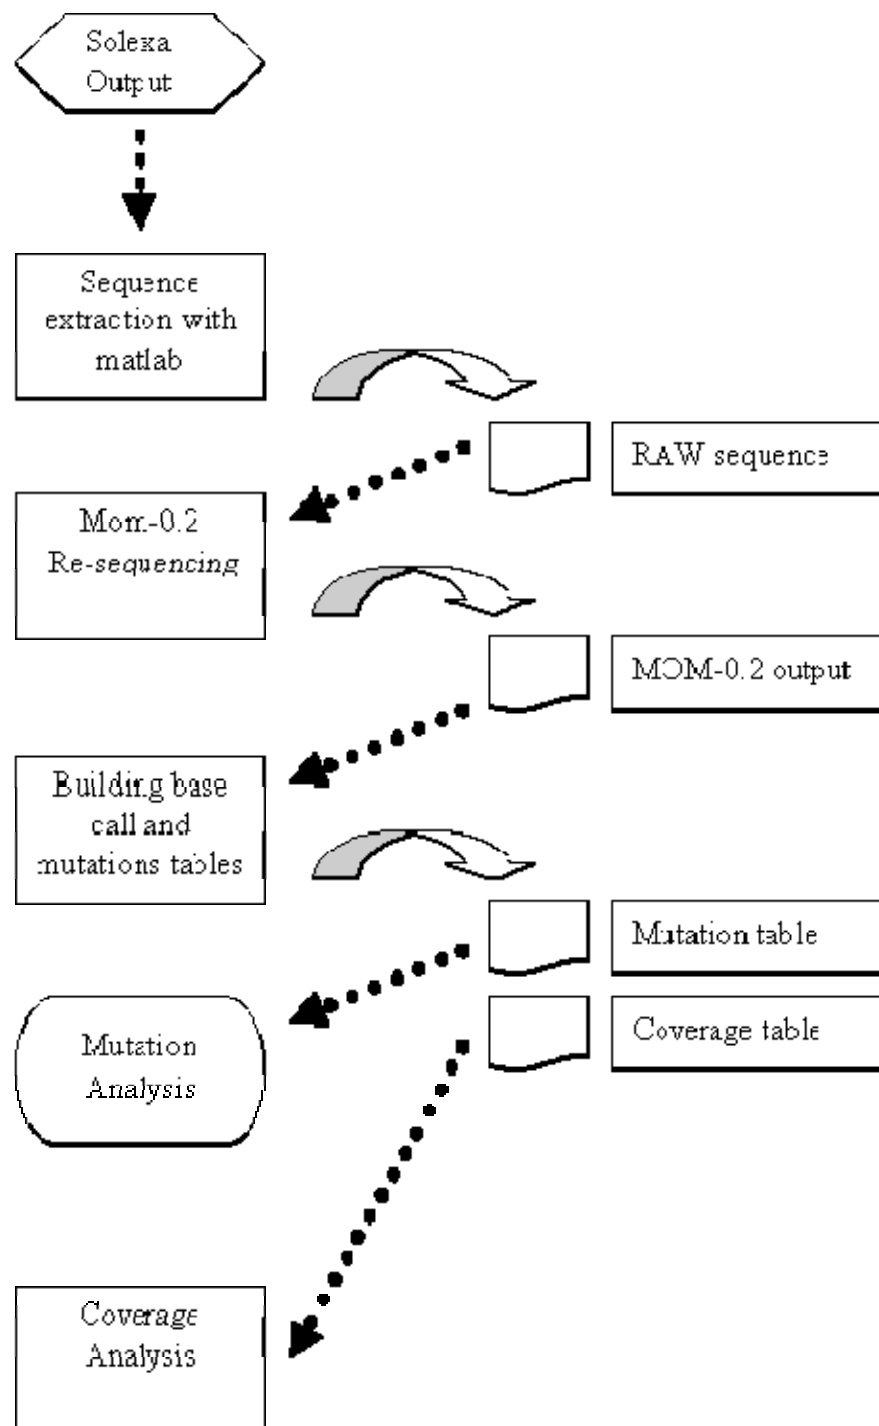 Solexa
Output
Sequence
extraction with
matlab
RAW sequence
Mom-0.2
Re-sequencing
MOM-0.2 output
Building base
call and
mutations tables
Mutation table
Coverage table
Mutation
Analysis
Coverage
Analysis